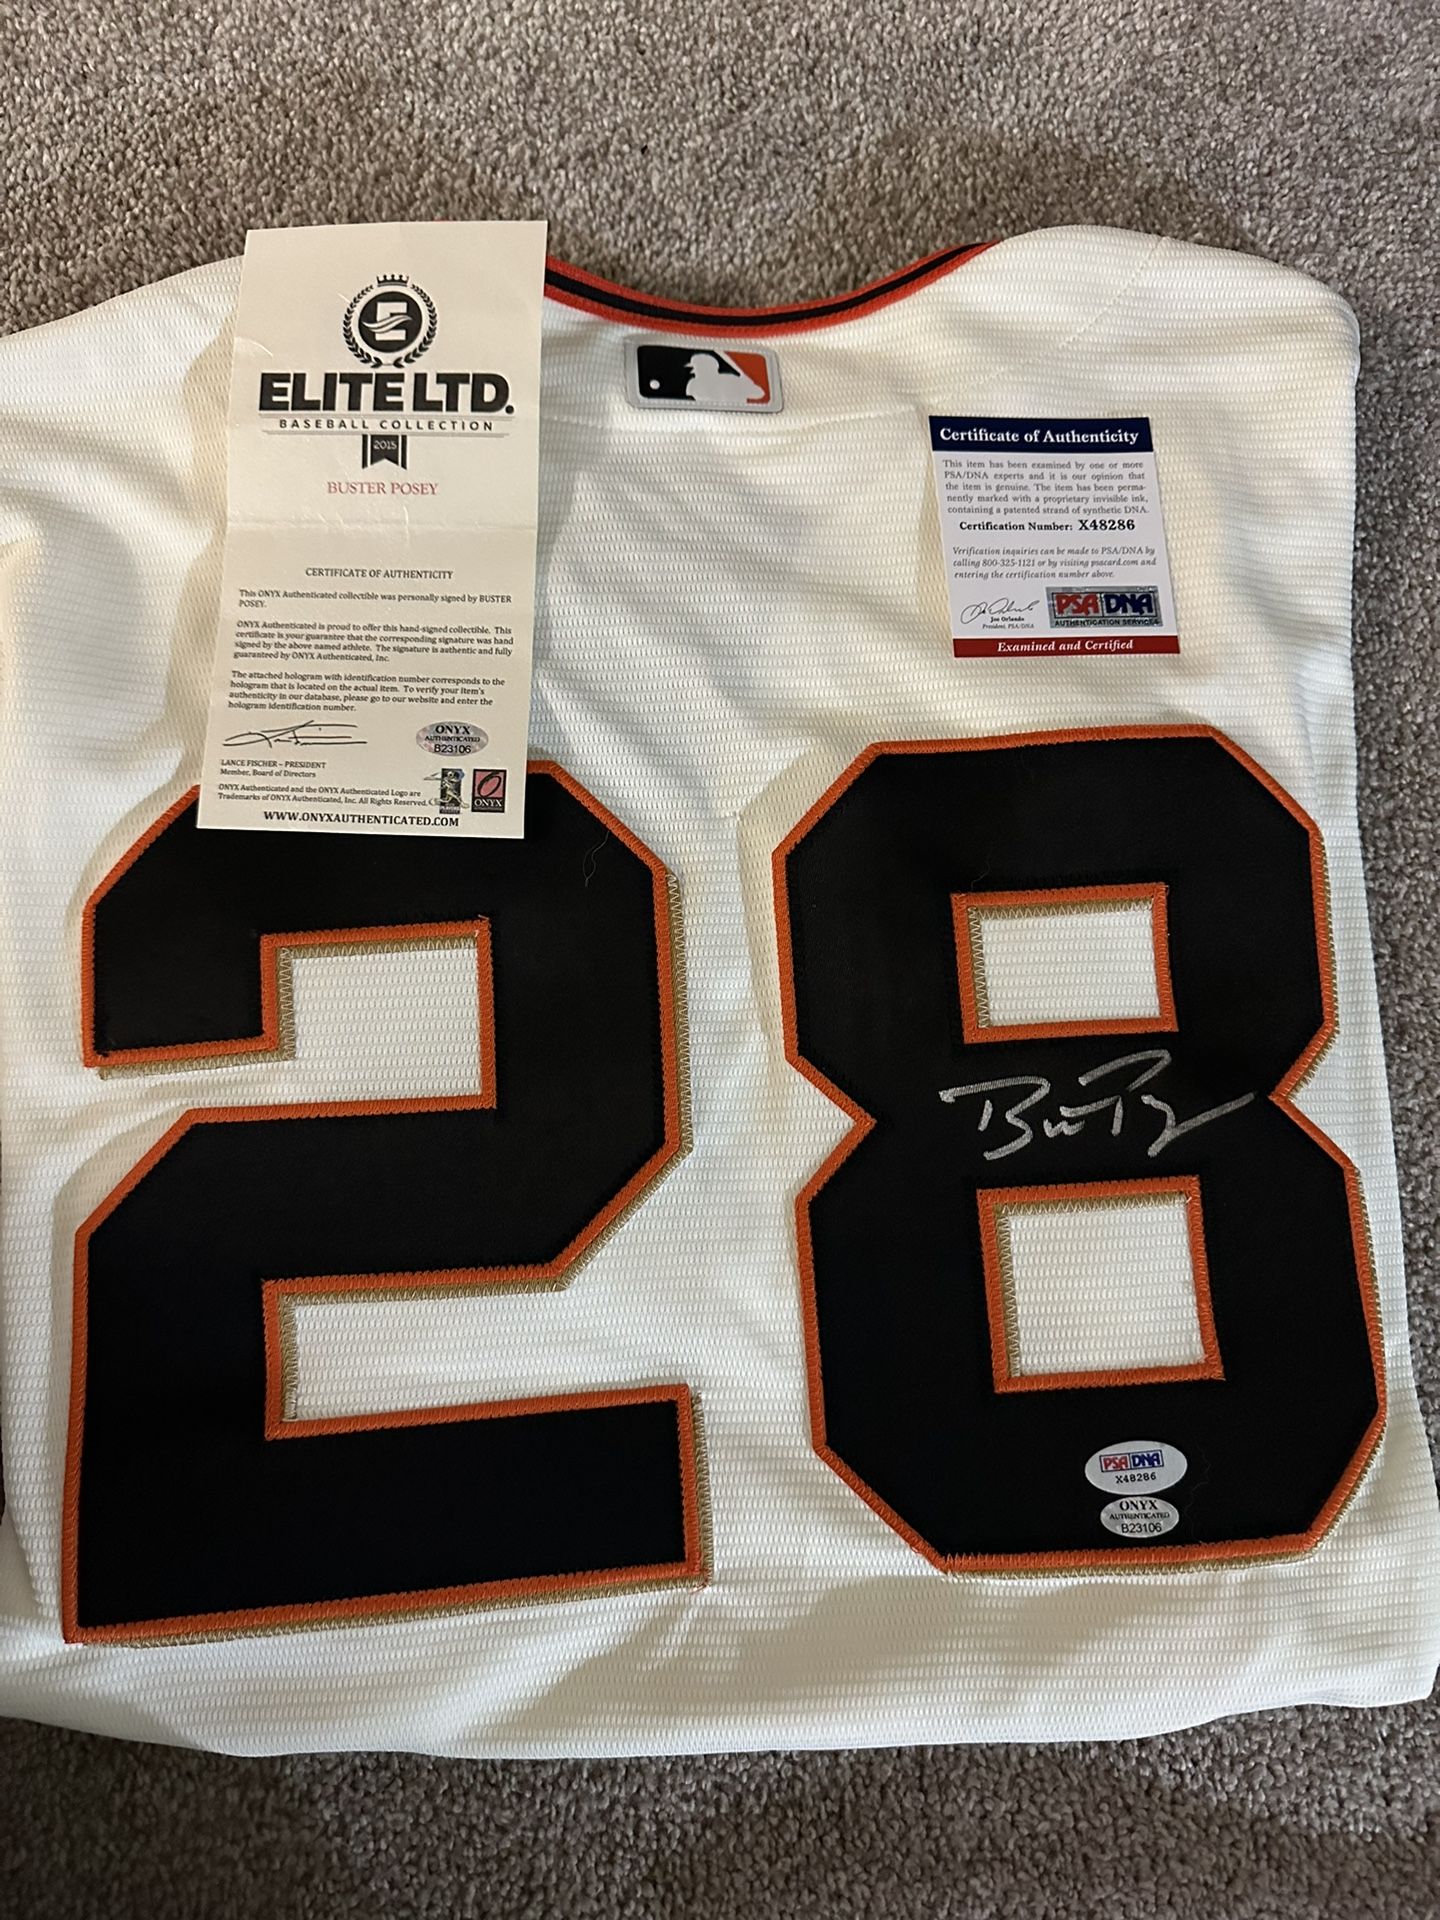 ELITE LTD.
BASEBALL COLLECTION
2015
BUSTER POSEY
CERTIFICATE OF AUTHENTICITY
This ONYX Authenticated collectible was personally signed by BUSTER
POSEY.
ONYX Authenticated is proud to offer this hand-signed collectible. This
certificate is your guarantee that the corresponding signature was hand
signed by the above named athlete. The signature is authentic and fully
guaranteed by ONYX Authenticated, Inc.
The attached hologram with identification number corresponds to the
hologram that is located on the actual item. To verify your item's
authenticity in our database, please go to our website and enter the
hologram identification number.
ONYX
AUTHENTICATED
B23106
LANCE FISCHER – PRESIDENT
Member, Board of Directors
ONYX Authenticated and the ONYX Authenticated Logo are
Trademarks of ONYX Authenticated, Inc. All Rights Reserved.
ONYX
WWW.ONYXAUTHENTICATED.COM
Certificate of Authenticity
This item has been examined by one or more
PSA/DNA experts and it is our opinion that
the item is genuine. The item has been perma-
nently marked with a proprietary invisible ink,
containing a patented strand of synthetic DNA.
Certification Number: X48286
Verification inquiries can be made to PSA/DNA by
calling 800-325-1121 or by visiting psacard.com and
entering the certification number above.
Joe Orlando
President, PSA/DNA
PSA DNA
AUTHENTICATION SERVICES
Examined and Certified
28
PSA DNA
X48286
ONYX
AUTHENTICATED
B23106